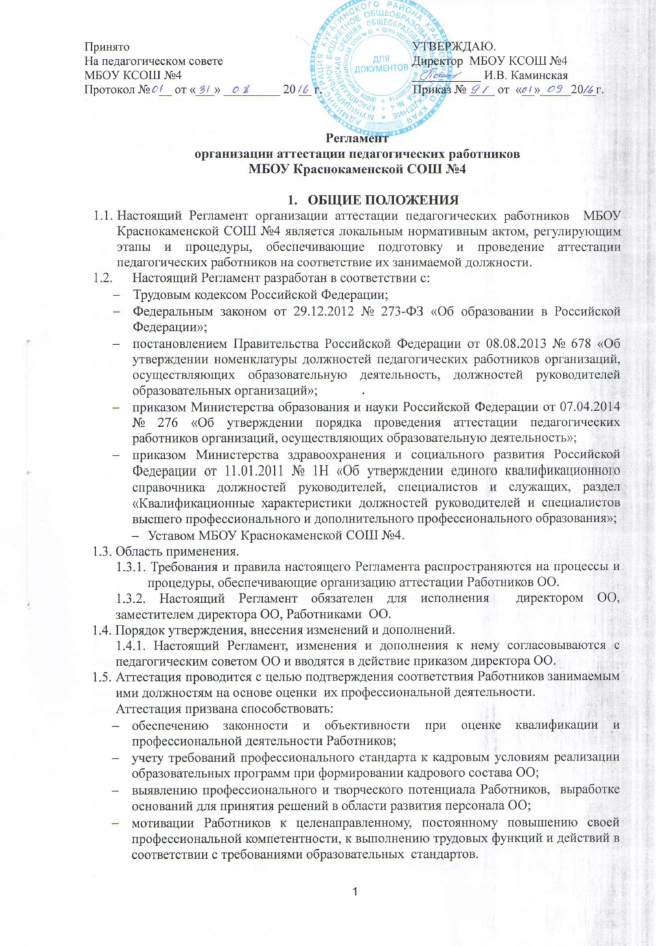 Принято УТВЕРЖДАЮ.
На педагогическом совете Директор МБОУ КСОШ №4
МБОУ КСОШ №4 И.В. Каминская
Протокол №01 от « 31 » 08 2016 г. Приказ № 91 от «01» 09 2016г.
ДЛЯ
ДОКУМЕНТОВ
Регламент
организации аттестации педагогических работников
МБОУ Краснокаменской СОШ №4
1. ОБЩИЕ ПОЛОЖЕНИЯ
1.1. Настоящий Регламент организации аттестации педагогических работников МБОУ
Краснокаменской СОШ №4 является локальным нормативным актом, регулирующим
этапы и процедуры, обеспечивающие подготовку и проведение аттестации
педагогических работников на соответствие их занимаемой должности.
1.2. Настоящий Регламент разработан в соответствии с:
– Трудовым кодексом Российской Федерации;
– Федеральным законом от 29.12.2012 № 273-ФЗ «Об образовании в Российской
Федерации»;
– постановлением Правительства Российской Федерации от 08.08.2013 № 678 «Об
утверждении номенклатуры должностей педагогических работников организаций,
осуществляющих образовательную деятельность, должностей руководителей
образовательных организаций»;
– приказом Министерства образования и науки Российской Федерации от 07.04.2014
№ 276 «Об утверждении порядка проведения аттестации педагогических
работников организаций, осуществляющих образовательную деятельность»;
– приказом Министерства здравоохранения и социального развития Российской
Федерации от 11.01.2011 № 1Н «Об утверждении единого квалификационного
справочника должностей руководителей, специалистов и служащих, раздел
«Квалификационные характеристики должностей руководителей и специалистов
высшего профессионального и дополнительного профессионального образования»;
– Уставом МБОУ Краснокаменской СОШ №4.
1.3. Область применения.
1.3.1. Требования и правила настоящего Регламента распространяются на процессы и
процедуры, обеспечивающие организацию аттестации Работников ОО.
1.3.2. Настоящий Регламент обязателен для исполнения директором ОО,
заместителем директора ОО, Работниками ОО.
1.4. Порядок утверждения, внесения изменений и дополнений.
1.4.1. Настоящий Регламент, изменения и дополнения к нему согласовываются с
педагогическим советом ОО и вводятся в действие приказом директора ОО.
1.5. Аттестация проводится с целью подтверждения соответствия Работников занимаемым
ими должностям на основе оценки их профессиональной деятельности.
Аттестация призвана способствовать:
– обеспечению законности и объективности при оценке квалификации и
профессиональной деятельности Работников;
– учету требований профессионального стандарта к кадровым условиям реализации
образовательных программ при формировании кадрового состава ОО;
– выявлению профессионального и творческого потенциала Работников, выработке
оснований для принятия решений в области развития персонала ОО;
– мотивации Работников к целенаправленному, постоянному повышению своей
профессиональной компетентности, к выполнению трудовых функций и действий в
соответствии с требованиями образовательных стандартов.
1